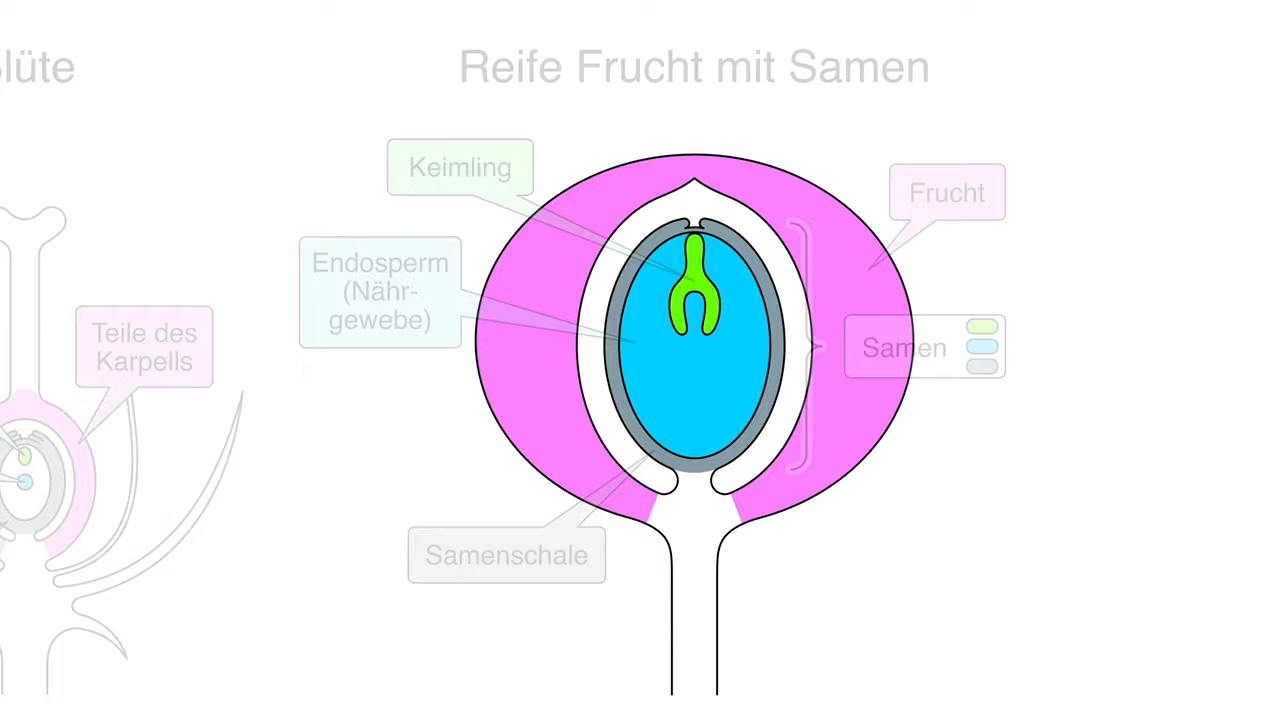 lüte
Reife Frucht mit Samen
Keimling
Frucht
Endosperm
(Nähr-
gewebe)
Teile des
Karpells
Samen
Samenschale